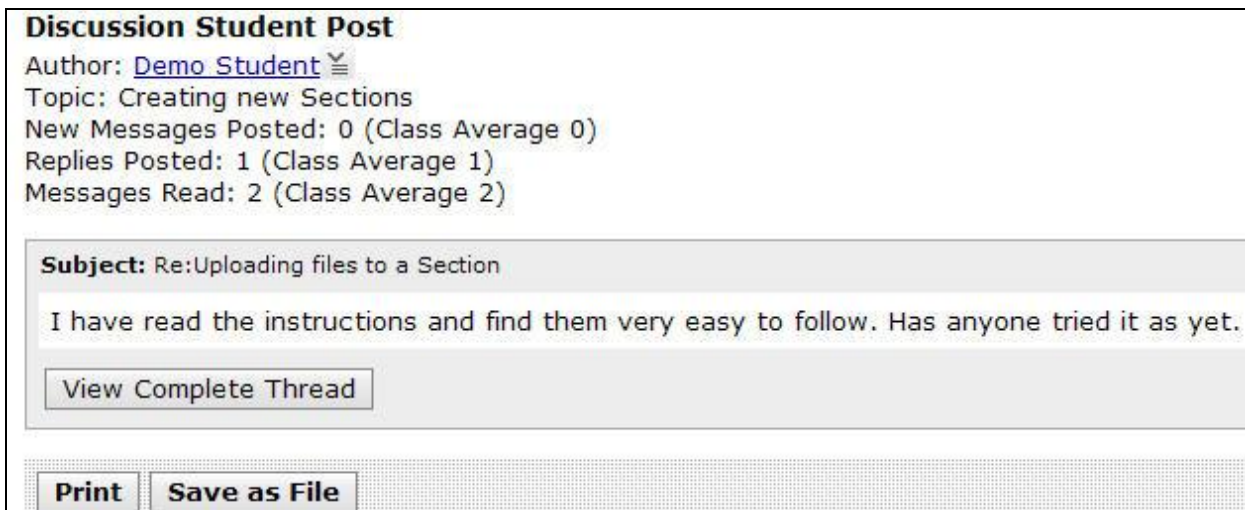 Discussion Student Post
Author: Demo Student
Topic: Creating new Sections
New Messages Posted: 0 (Class Average 0)
Replies Posted: 1 (Class Average 1)
Messages Read: 2 (Class Average 2)
Subject: Re:Uploading files to a Section
I have read the instructions and find them very easy to follow. Has anyone tried it as yet.
View Complete Thread
Print Save as File